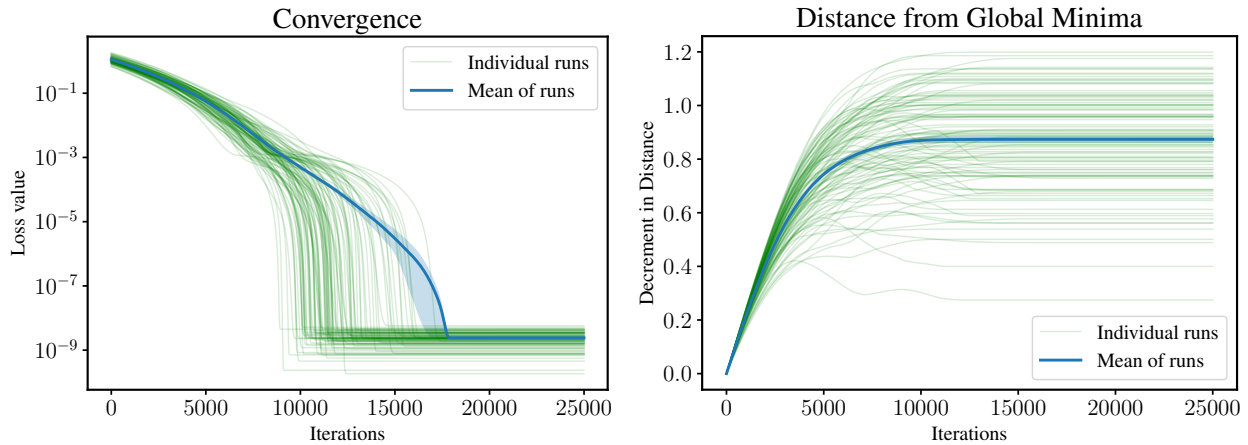 Convergence
Individual runs
Mean of runs
10⁻¹
10⁻³
10⁻⁵
10⁻⁷
10⁻⁹
Loss value
0 5000 10000 15000 20000 25000
Iterations
Distance from Global Minima
1.2
1.0
0.8
0.6
0.4
0.2
0.0
Decrement in Distance
Individual runs
Mean of runs
0 5000 10000 15000 20000 25000
Iterations